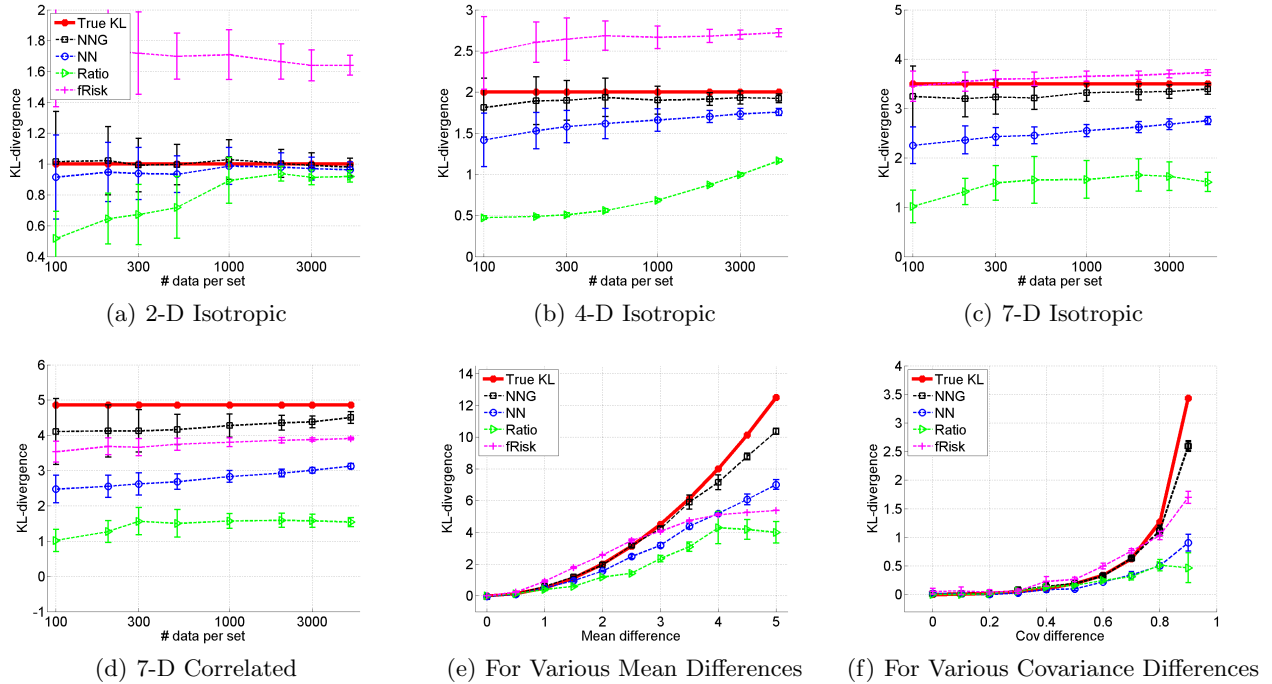 2
1.8
1.6
1.4
1.2
1
0.8
0.6
0.4
KL-divergence
True KL
NNG
NN
Ratio
fRisk
100
300
1000
3000
# data per set
(a) 2-D Isotropic
3
2.5
2
1.5
1
0.5
0
KL-divergence
100
300
1000
3000
# data per set
(b) 4-D Isotropic
5
4
3
2
1
0
KL-divergence
100
300
1000
3000
# data per set
(c) 7-D Isotropic
6
5
4
3
2
1
0
-1
KL-divergence
100
300
1000
3000
# data per set
(d) 7-D Correlated
14
12
10
8
6
4
2
0
KL-divergence
True KL
NNG
NN
Ratio
fRisk
0
1
2
3
4
5
Mean difference
(e) For Various Mean Differences
4
3.5
3
2.5
2
1.5
1
0.5
0
KL-divergence
True KL
NNG
NN
Ratio
fRisk
0
0.2
0.4
0.6
0.8
1
Cov difference
(f) For Various Covariance Differences